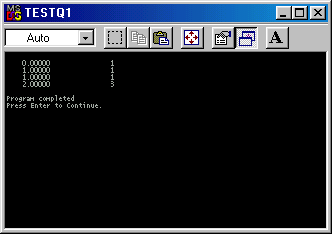 TESTQ1
Auto
A
0.00000 1
1.00000 1
1.00000 1
2.00000 3
Program completed
Press Enter to Continue.